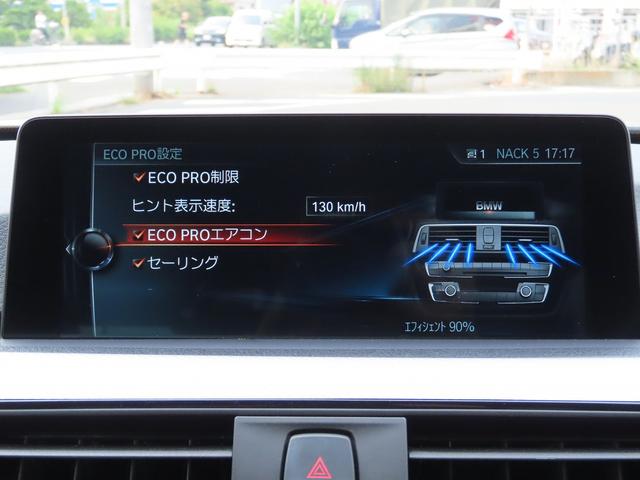 ECO PRO設定
1 NACK 5 17:17
ECO PRO制限
ヒント表示速度: 130 km/h
ECO PROエアコン
セーリング
BMW
エフィシェント 90%